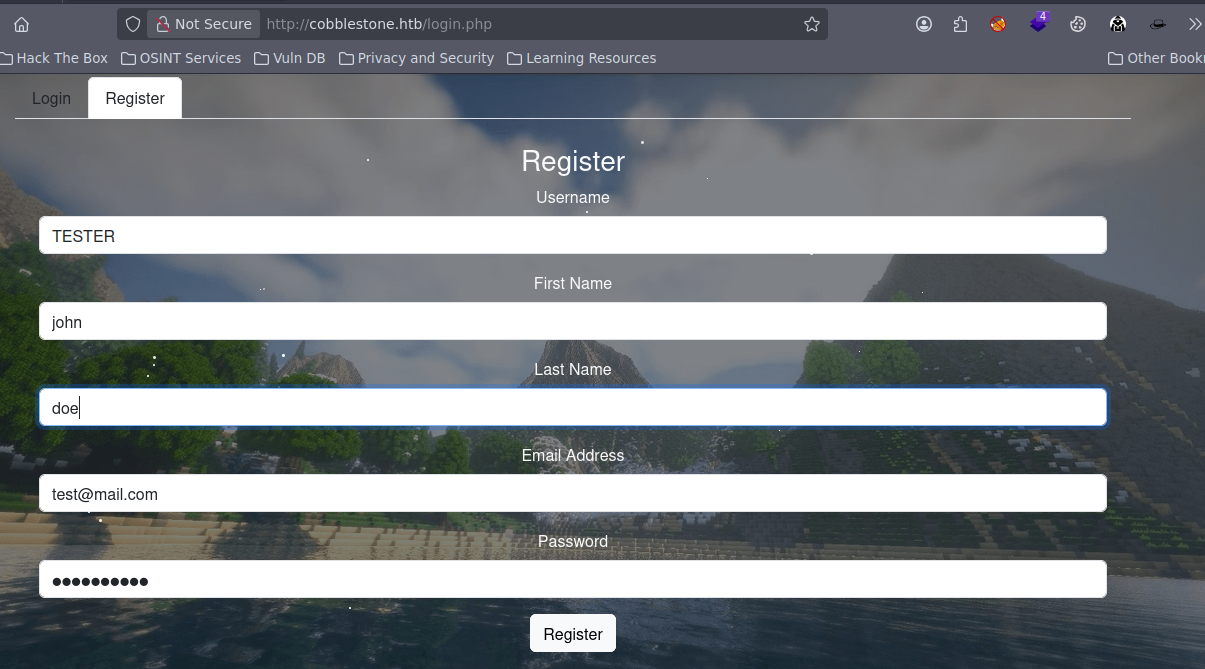 Not Secure http://cobblestone.htb/login.php 4
Hack The Box OSINT Services Vuln DB Privacy and Security Learning Resources Other Book
Login Register
Register
Username
TESTER
First Name
john
Last Name
doe
Email Address
test@mail.com
Password
●●●●●●●●●●
Register